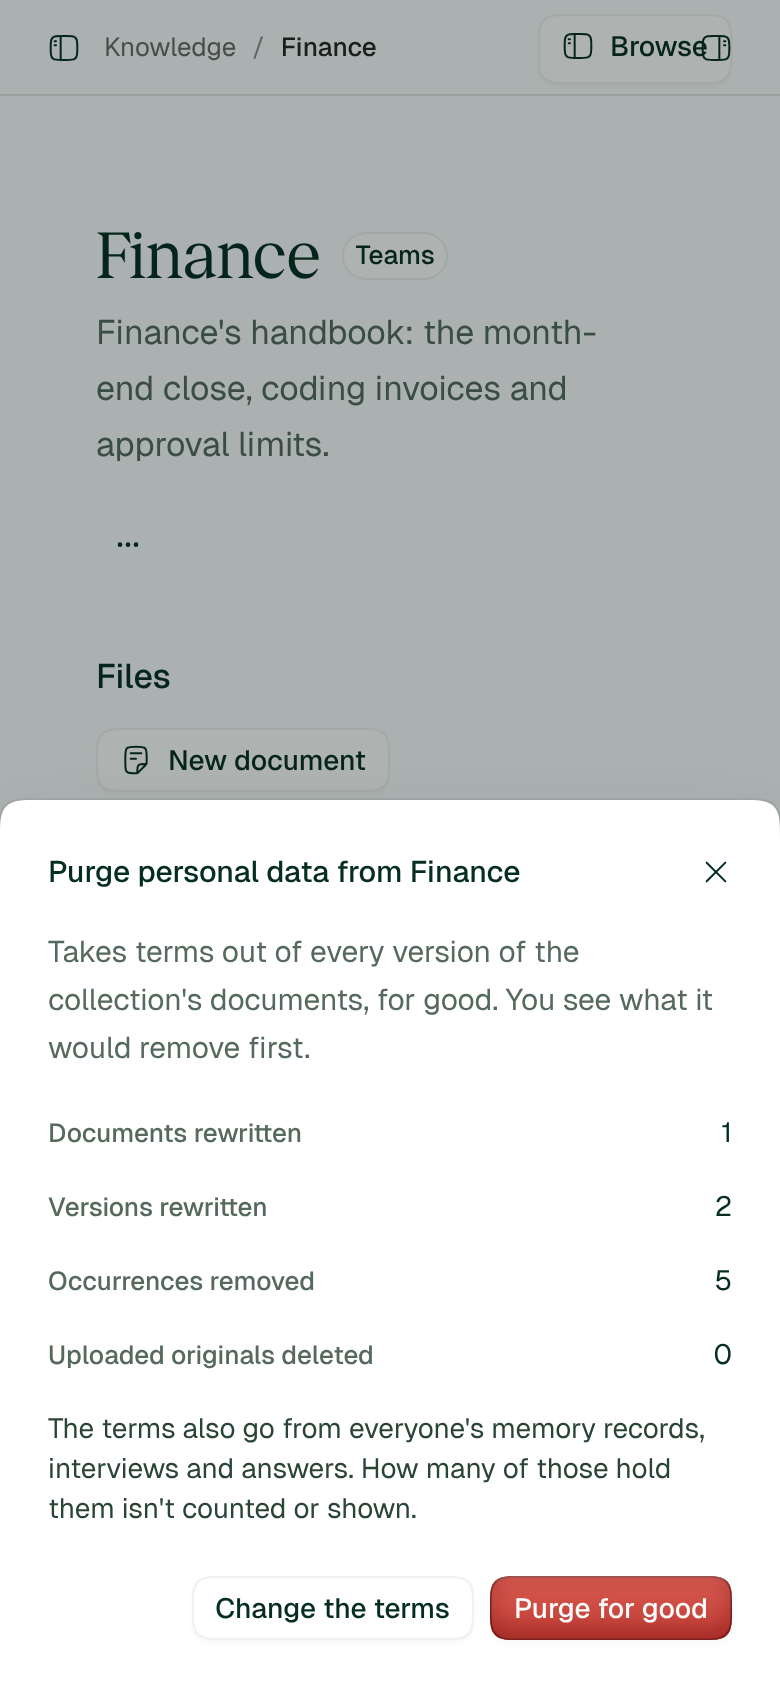 Knowledge / Finance
Browse
Finance
Teams
Finance's handbook: the month-
end close, coding invoices and
approval limits.
...
Files
New document
Purge personal data from Finance
Takes terms out of every version of the
collection's documents, for good. You see what it
would remove first.
Documents rewritten 1
Versions rewritten 2
Occurrences removed 5
Uploaded originals deleted 0
The terms also go from everyone's memory records,
interviews and answers. How many of those hold
them isn't counted or shown.
Change the terms
Purge for good